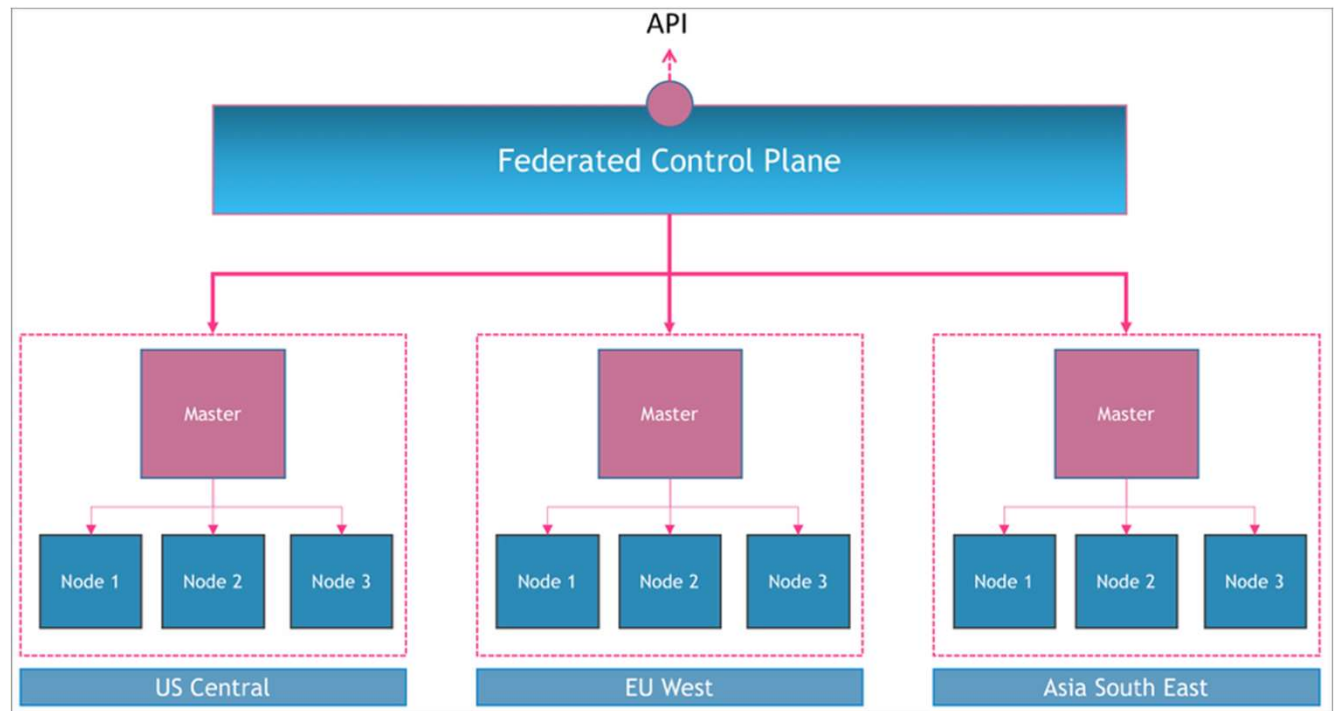 API
Federated Control Plane
Master
Master
Master
Node 1
Node 2
Node 3
Node 1
Node 2
Node 3
Node 1
Node 2
Node 3
US Central
EU West
Asia South East